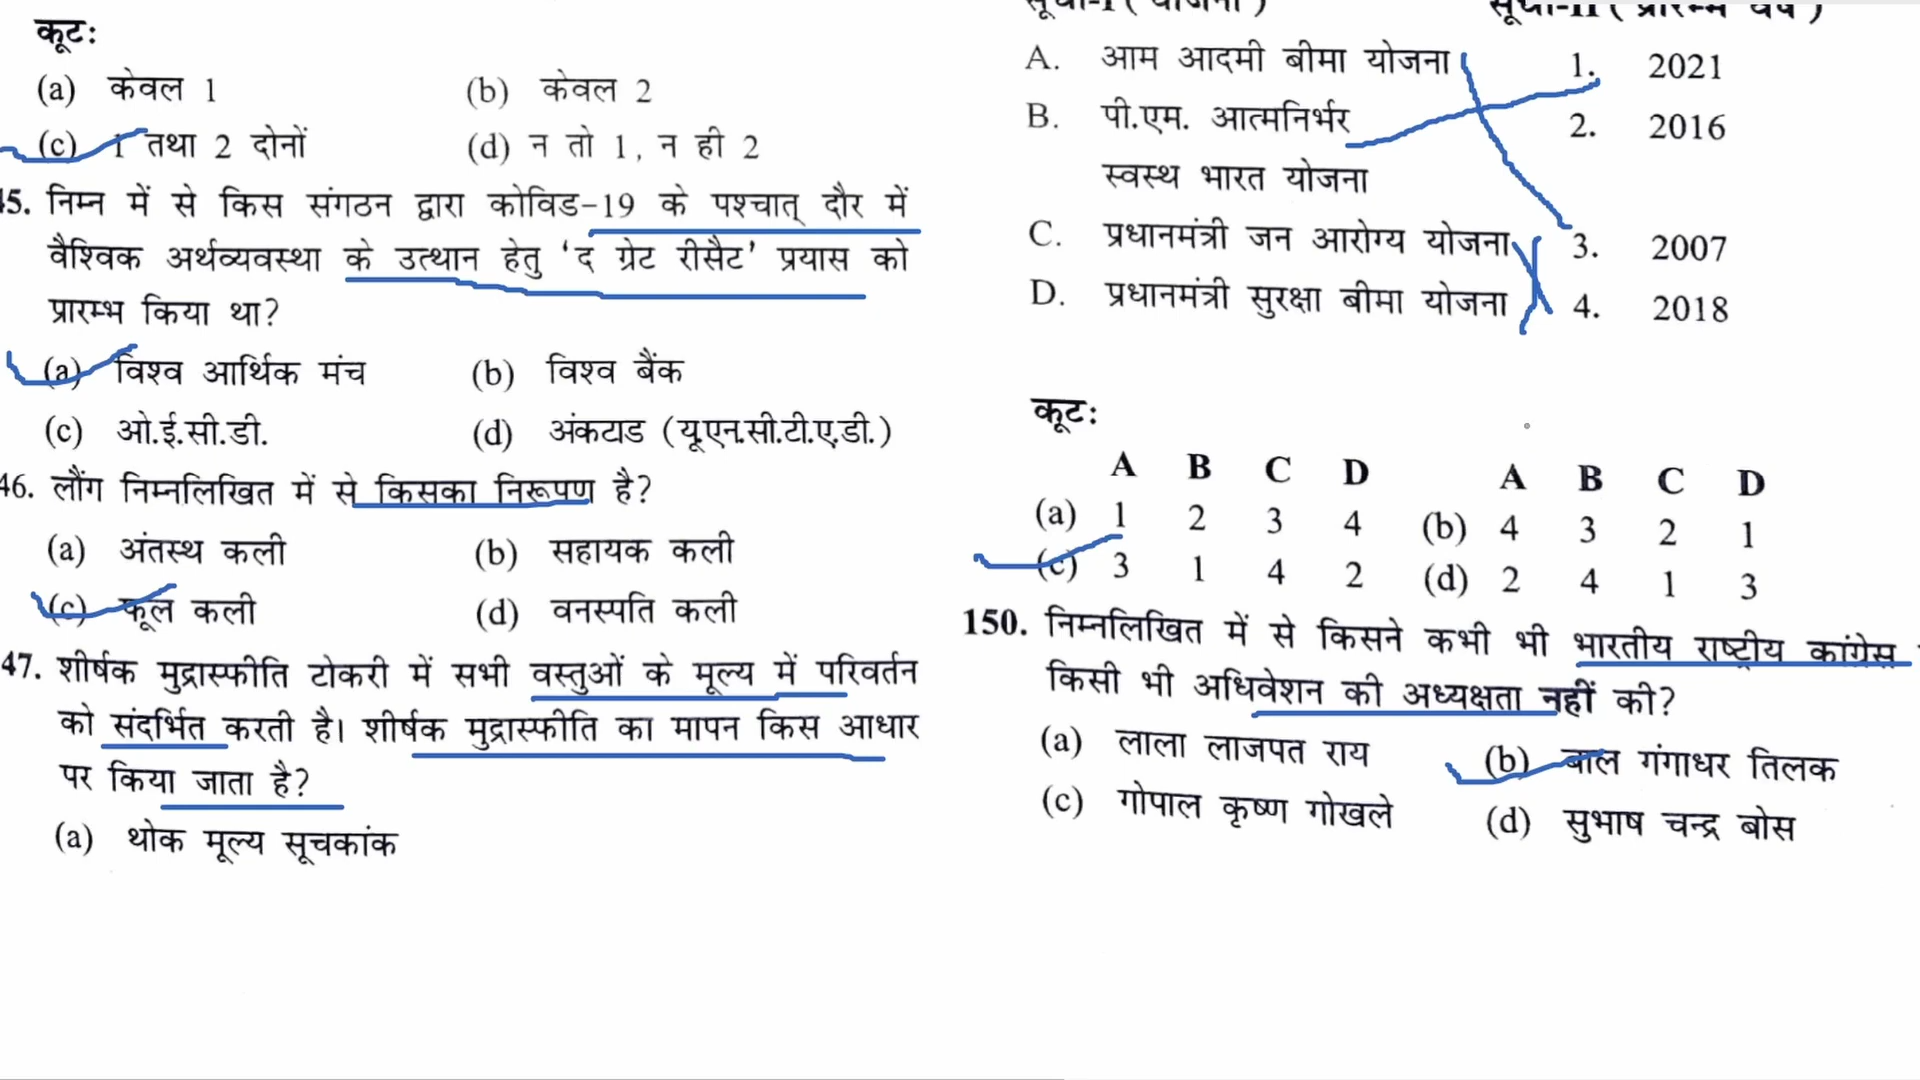 कूटः
(a) केवल 1 (b) केवल 2
(c) 1 तथा 2 दोनों (d) न तो 1, न ही 2
45. निम्न में से किस संगठन द्वारा कोविड-19 के पश्चात् दौर में
वैश्विक अर्थव्यवस्था के उत्थान हेतु 'द ग्रेट रीसैट' प्रयास को
प्रारम्भ किया था?
(a) विश्व आर्थिक मंच (b) विश्व बैंक
(c) ओ.ई.सी.डी. (d) अंकटाड (यू.एन.सी.टी.ए.डी.)
46. लौंग निम्नलिखित में से किसका निरूपण है?
(a) अंतस्थ कली (b) सहायक कली
(c) फूल कली (d) वनस्पति कली
47. शीर्षक मुद्रास्फीति टोकरी में सभी वस्तुओं के मूल्य में परिवर्तन
को संदर्भित करती है। शीर्षक मुद्रास्फीति का मापन किस आधार
पर किया जाता है?
(a) थोक मूल्य सूचकांक
सूची-I ( योजना ) सूची-II ( प्रारम्भ वर्ष )
A. आम आदमी बीमा योजना 1. 2021
B. पी.एम. आत्मनिर्भर 2. 2016
स्वस्थ भारत योजना
C. प्रधानमंत्री जन आरोग्य योजना 3. 2007
D. प्रधानमंत्री सुरक्षा बीमा योजना 4. 2018
कूटः
A B C D A B C D
(a) 1 2 3 4 (b) 4 3 2 1
(c) 3 1 4 2 (d) 2 4 1 3
150. निम्नलिखित में से किसने कभी भी भारतीय राष्ट्रीय कांग्रेस
किसी भी अधिवेशन की अध्यक्षता नहीं की?
(a) लाला लाजपत राय (b) बाल गंगाधर तिलक
(c) गोपाल कृष्ण गोखले (d) सुभाष चन्द्र बोस